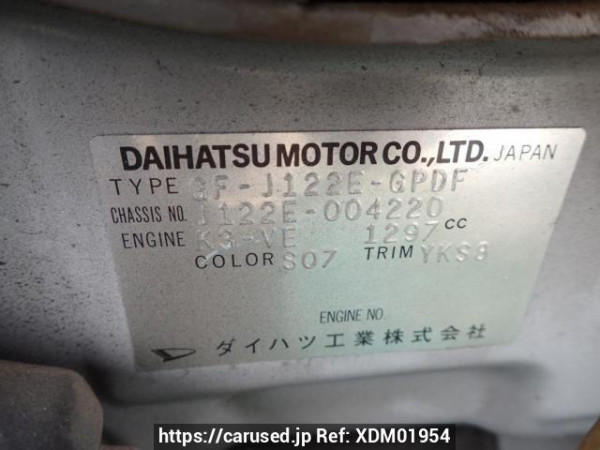 DAIHATSU MOTOR CO.,LTD. JAPAN
TYPE GF-J122E-GPDF
CHASSIS NO. J122E-004220
ENGINE K3-VE 1297 cc
COLOR S07 TRIM YKS8
ENGINE NO.
ダイハツ工業株式会社
https://carused.jp Ref: XDM01954